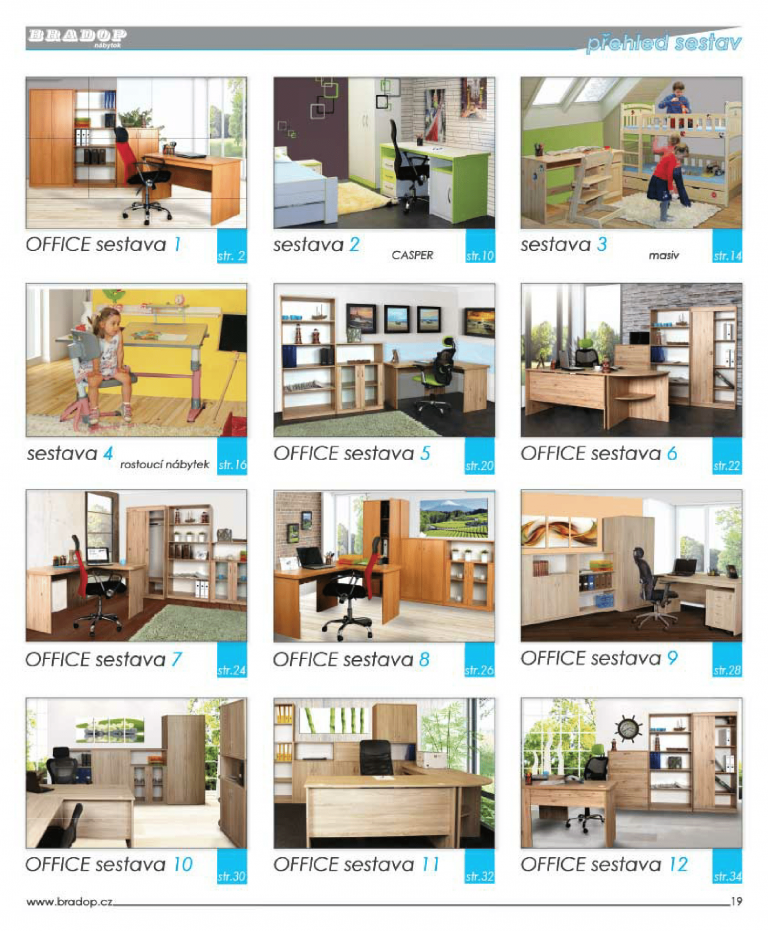 BRADOP
nábytek
přehled sestav
OFFICE sestava 1
str. 2
sestava 2
CASPER
str.10
sestava 3
masiv
str.14
sestava 4
rostoucí nábytek
str.16
OFFICE sestava 5
str.20
OFFICE sestava 6
str.22
OFFICE sestava 7
str.24
OFFICE sestava 8
str.26
OFFICE sestava 9
str.28
OFFICE sestava 10
str.30
OFFICE sestava 11
str.32
OFFICE sestava 12
str.34
www.bradop.cz
19